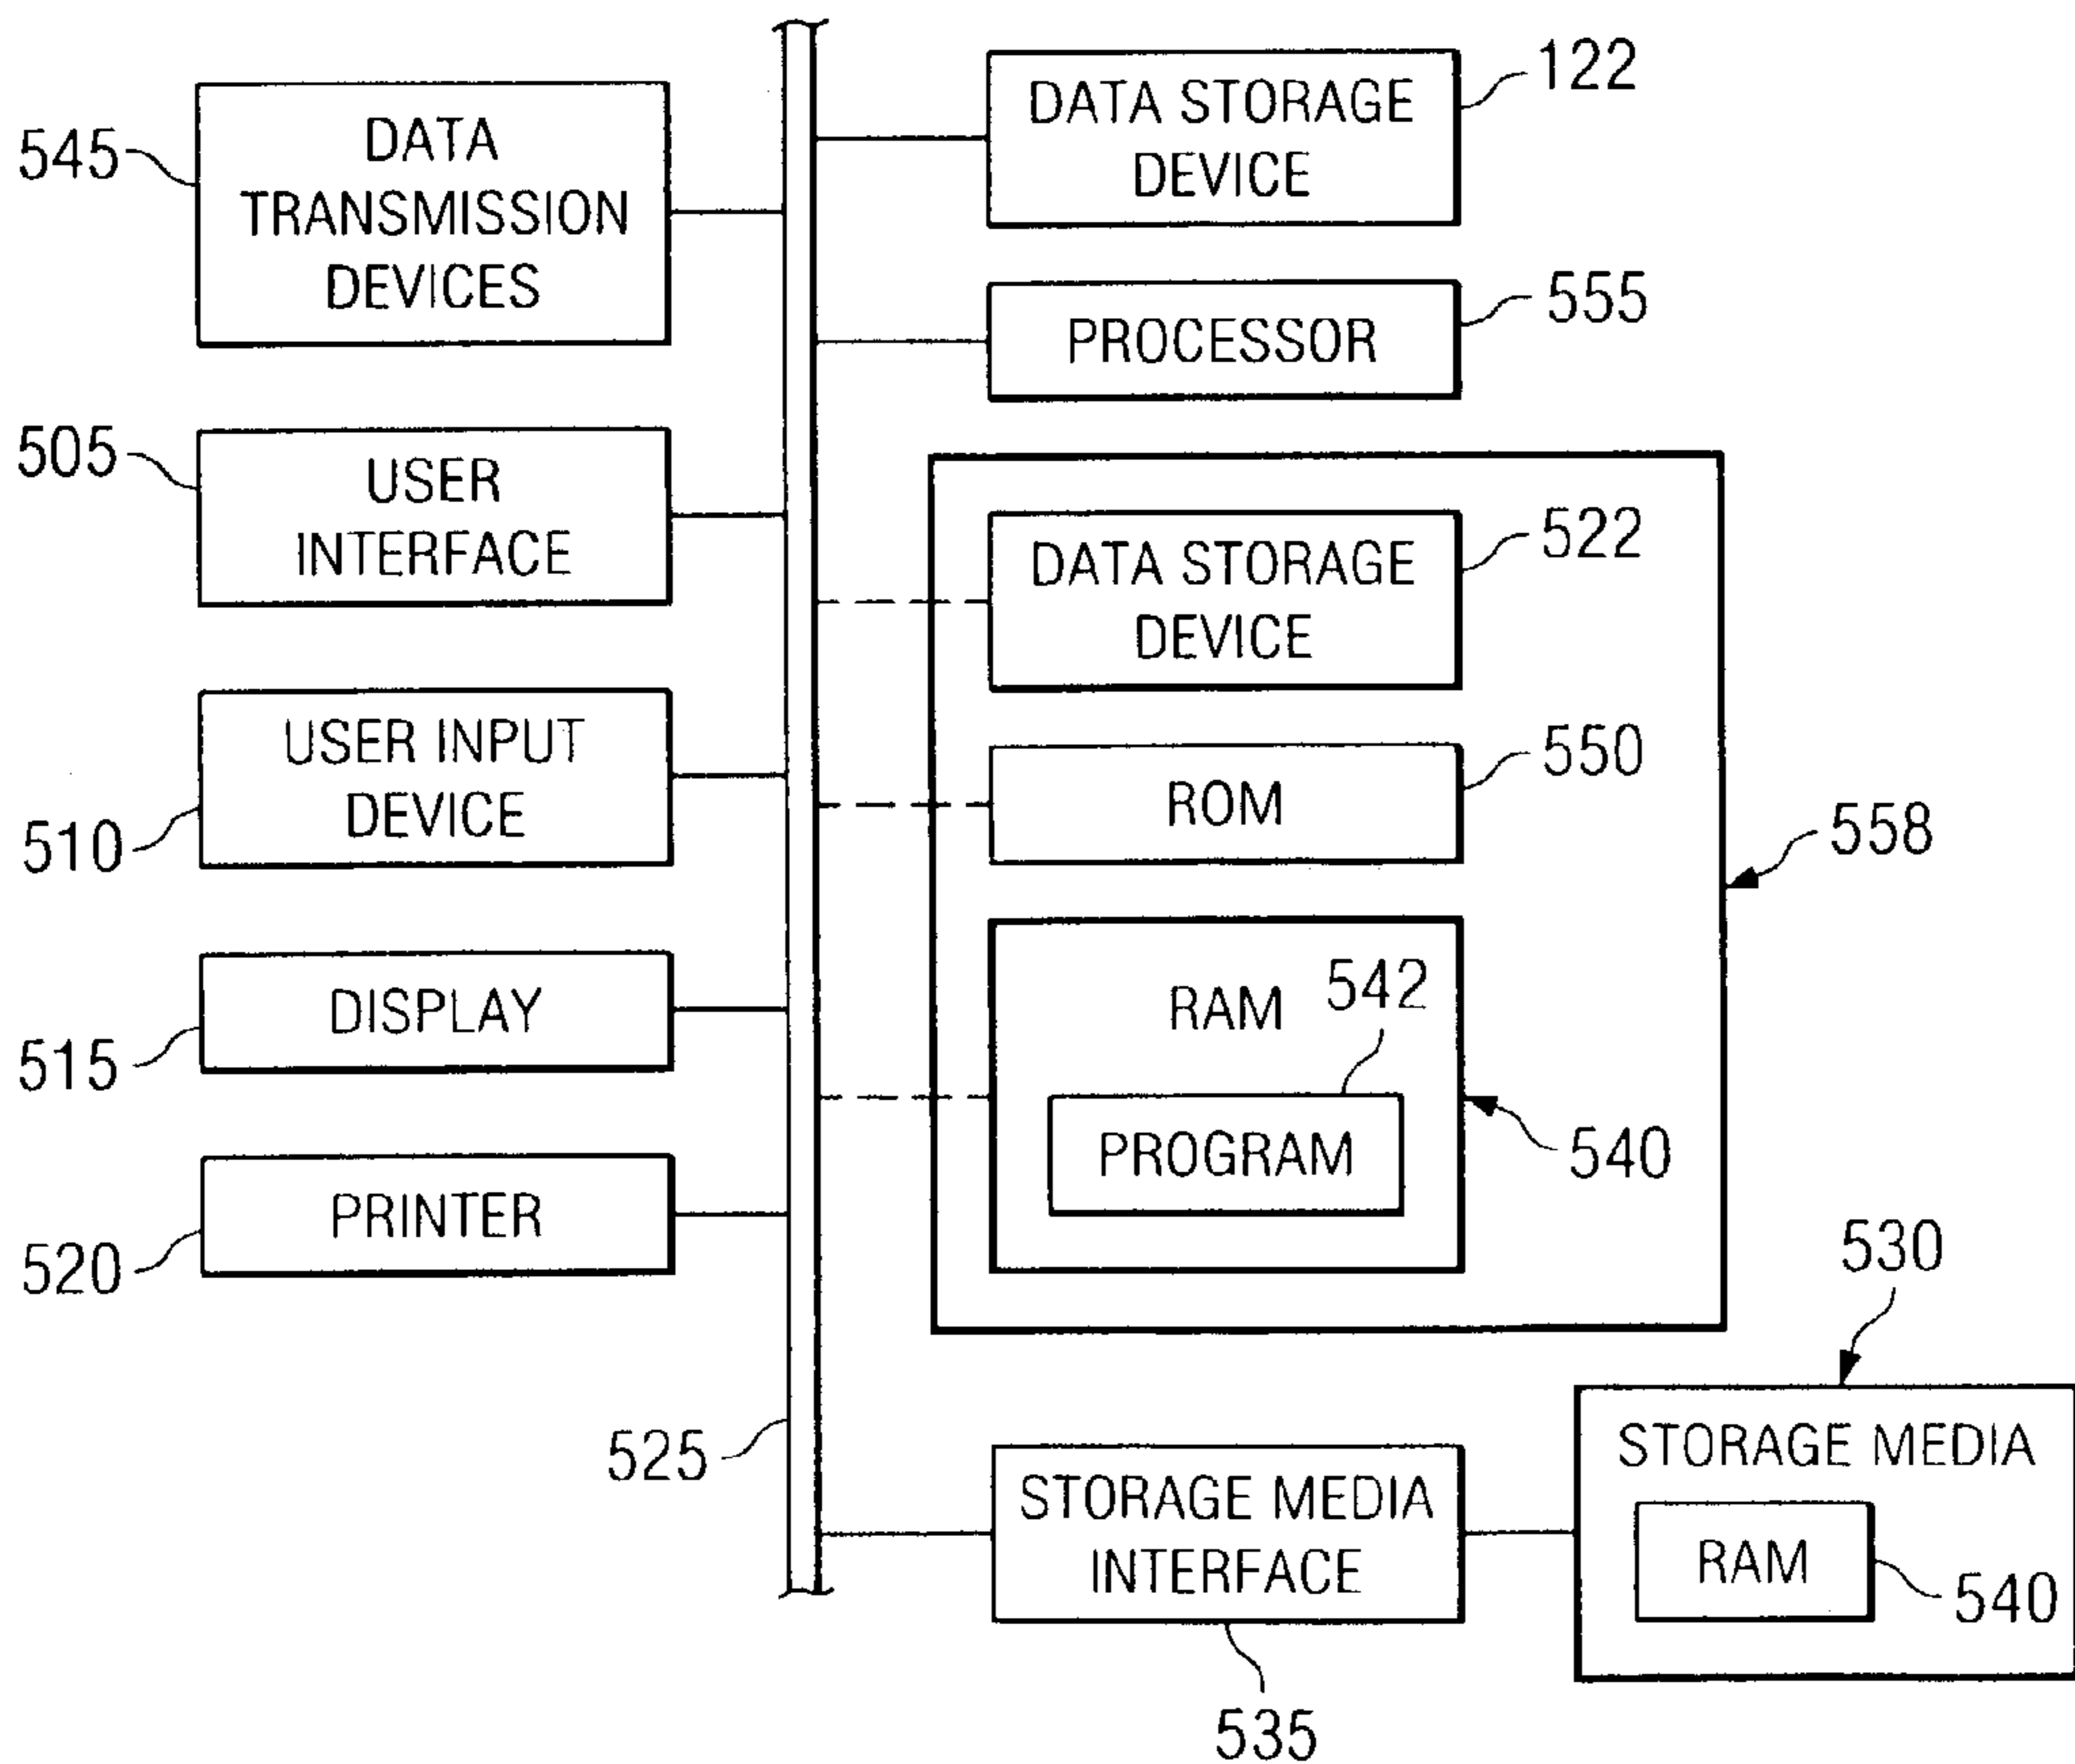 DATA STORAGE
DEVICE
122
545
DATA
TRANSMISSION
DEVICES
PROCESSOR
555
505
USER
INTERFACE
DATA STORAGE
DEVICE
522
510
USER INPUT
DEVICE
ROM
550
558
515
DISPLAY
RAM
542
PROGRAM
540
520
PRINTER
530
525
STORAGE MEDIA
INTERFACE
535
STORAGE MEDIA
RAM
540